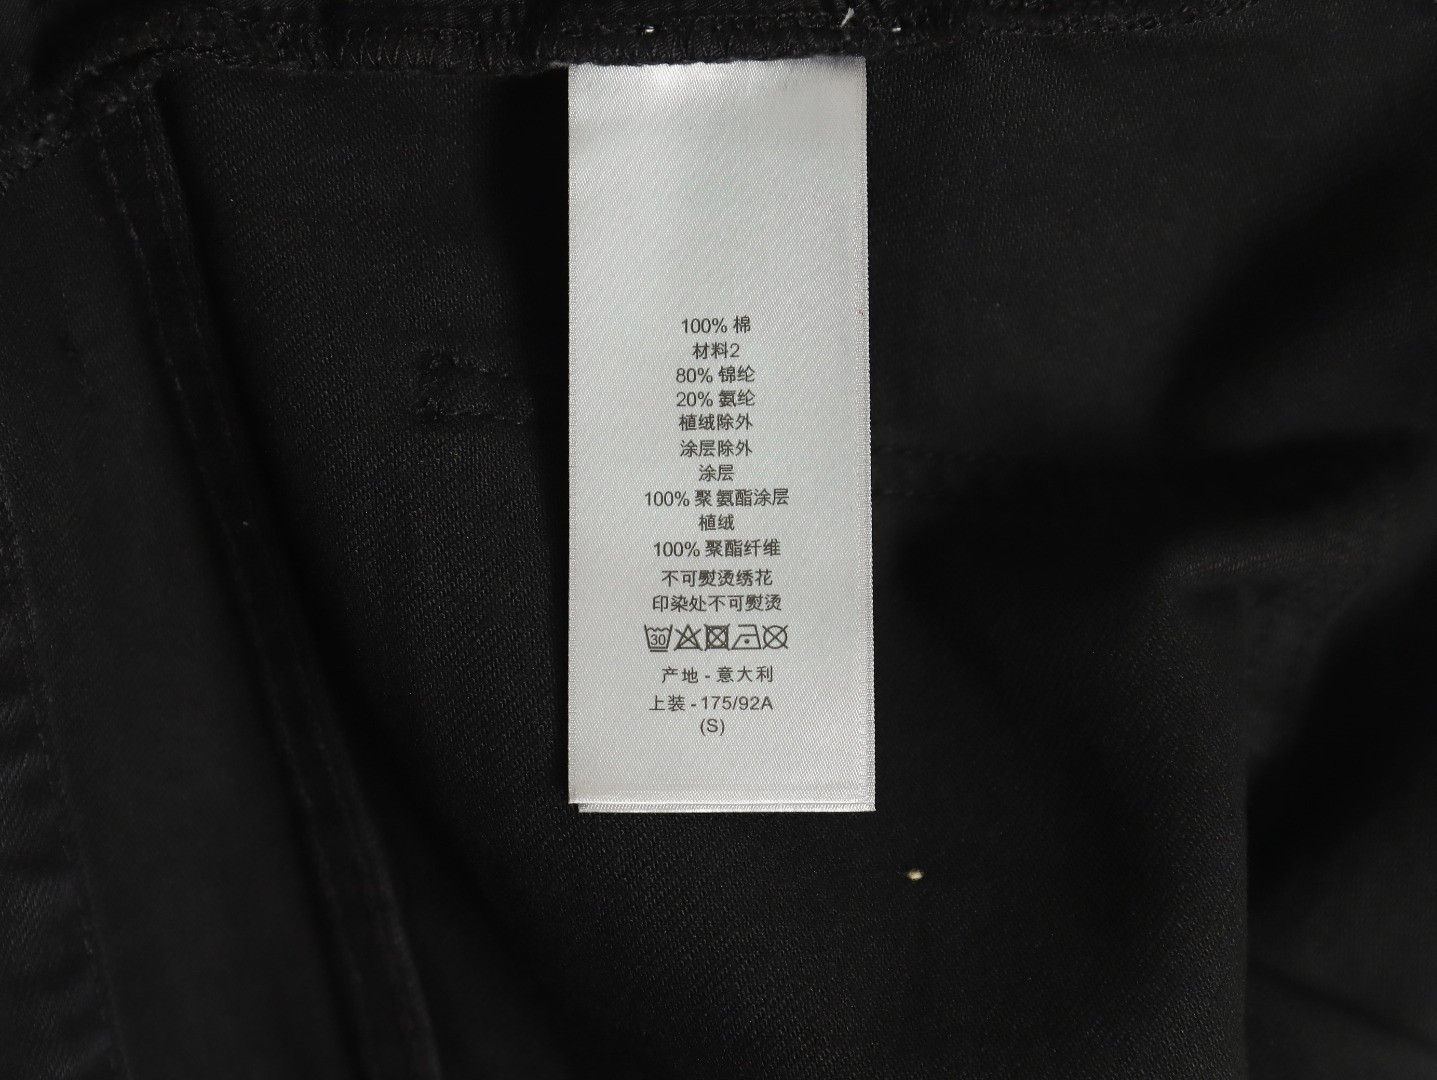 100% 棉
材料2
80% 锦纶
20% 氨纶
植绒除外
涂层除外
涂层
100% 聚 氨酯涂层
植绒
100% 聚酯纤维
不可熨烫绣花
印染处不可熨烫
30
产地 - 意大利
上装 - 175/92A
(S)